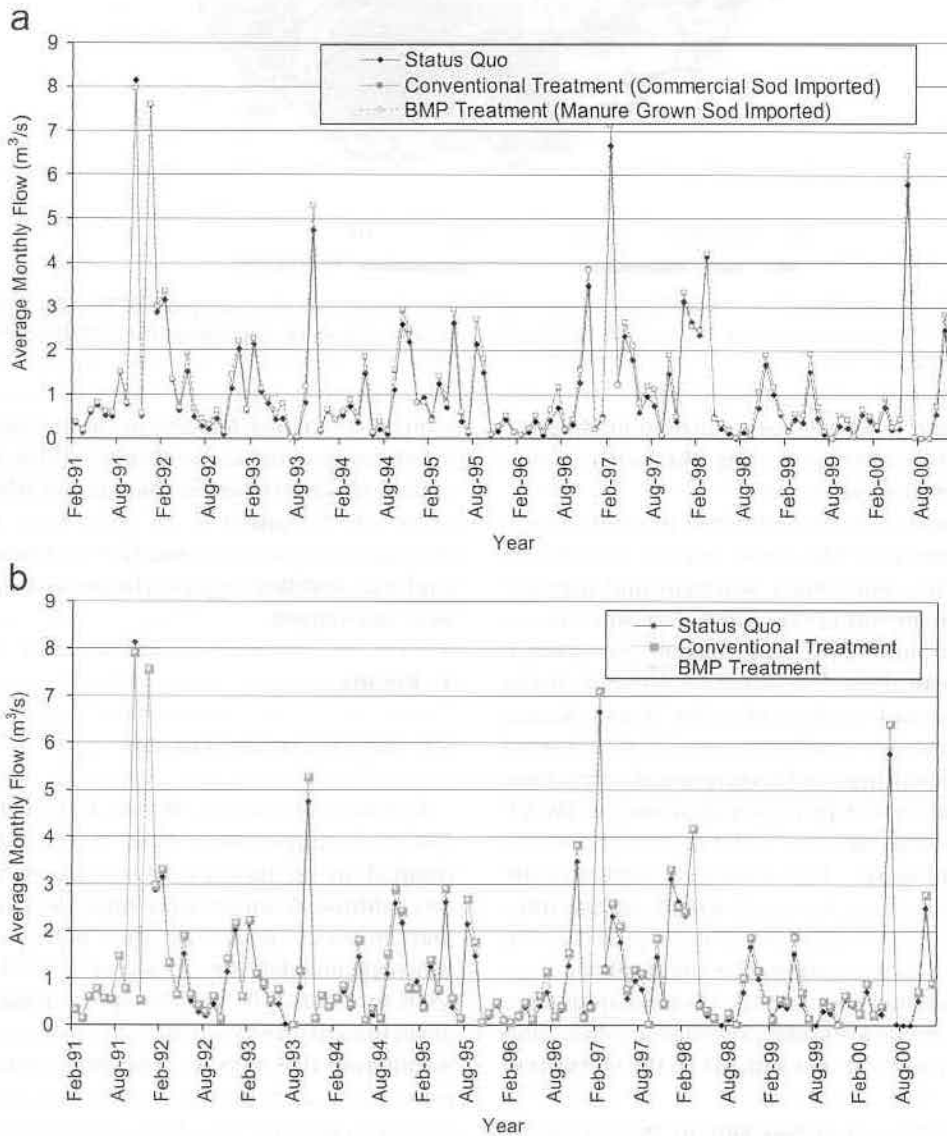 a
9
8
7
6
5
4
3
2
1
0
Average Monthly Flow (m³/s)
Status Quo
Conventional Treatment (Commercial Sod Imported)
BMP Treatment (Manure Grown Sod Imported)
Feb-91
Aug-91
Feb-92
Aug-92
Feb-93
Aug-93
Feb-94
Aug-94
Feb-95
Aug-95
Feb-96
Aug-96
Feb-97
Aug-97
Feb-98
Aug-98
Feb-99
Aug-99
Feb-00
Aug-00
Year
b
9
8
7
6
5
4
3
2
1
0
Average Monthly Flow (m³/s)
Status Quo
Conventional Treatment
BMP Treatment
Feb-91
Aug-91
Feb-92
Aug-92
Feb-93
Aug-93
Feb-94
Aug-94
Feb-95
Aug-95
Feb-96
Aug-96
Feb-97
Aug-97
Feb-98
Aug-98
Feb-99
Aug-99
Feb-00
Aug-00
Year